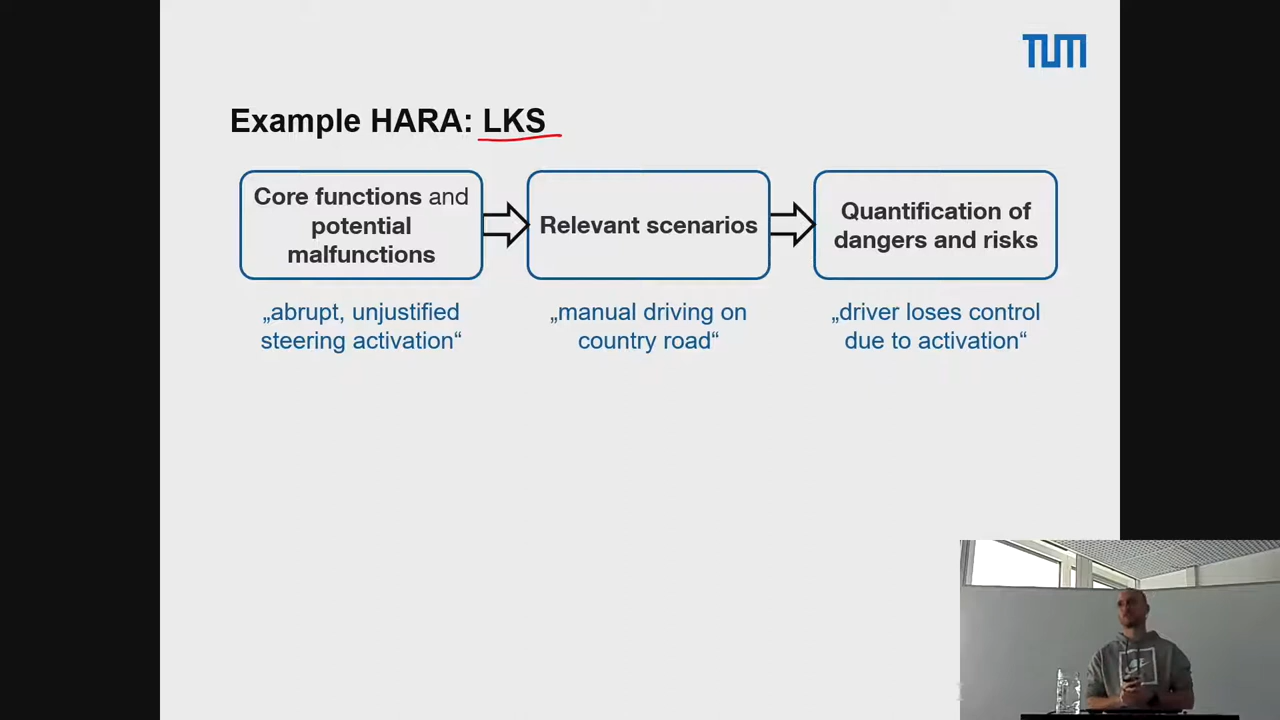 TUM
Example HARA: LKS
Core functions and
potential
malfunctions
Relevant scenarios
Quantification of
dangers and risks
„abrupt, unjustified
steering activation“
„manual driving on
country road“
„driver loses control
due to activation“